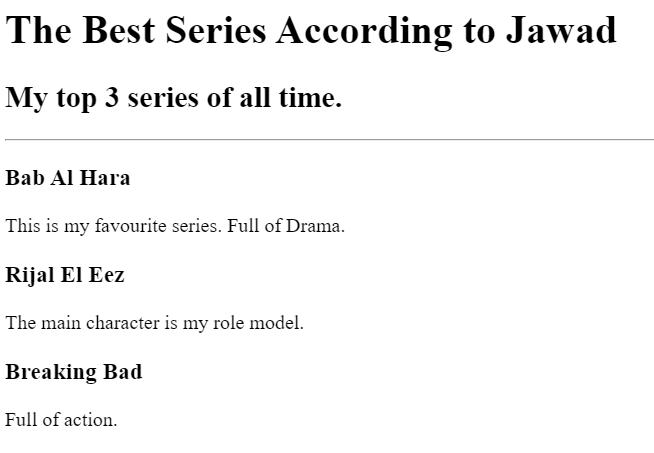 The Best Series According to Jawad
My top 3 series of all time.
Bab Al Hara
This is my favourite series. Full of Drama.
Rijal El Eez
The main character is my role model.
Breaking Bad
Full of action.